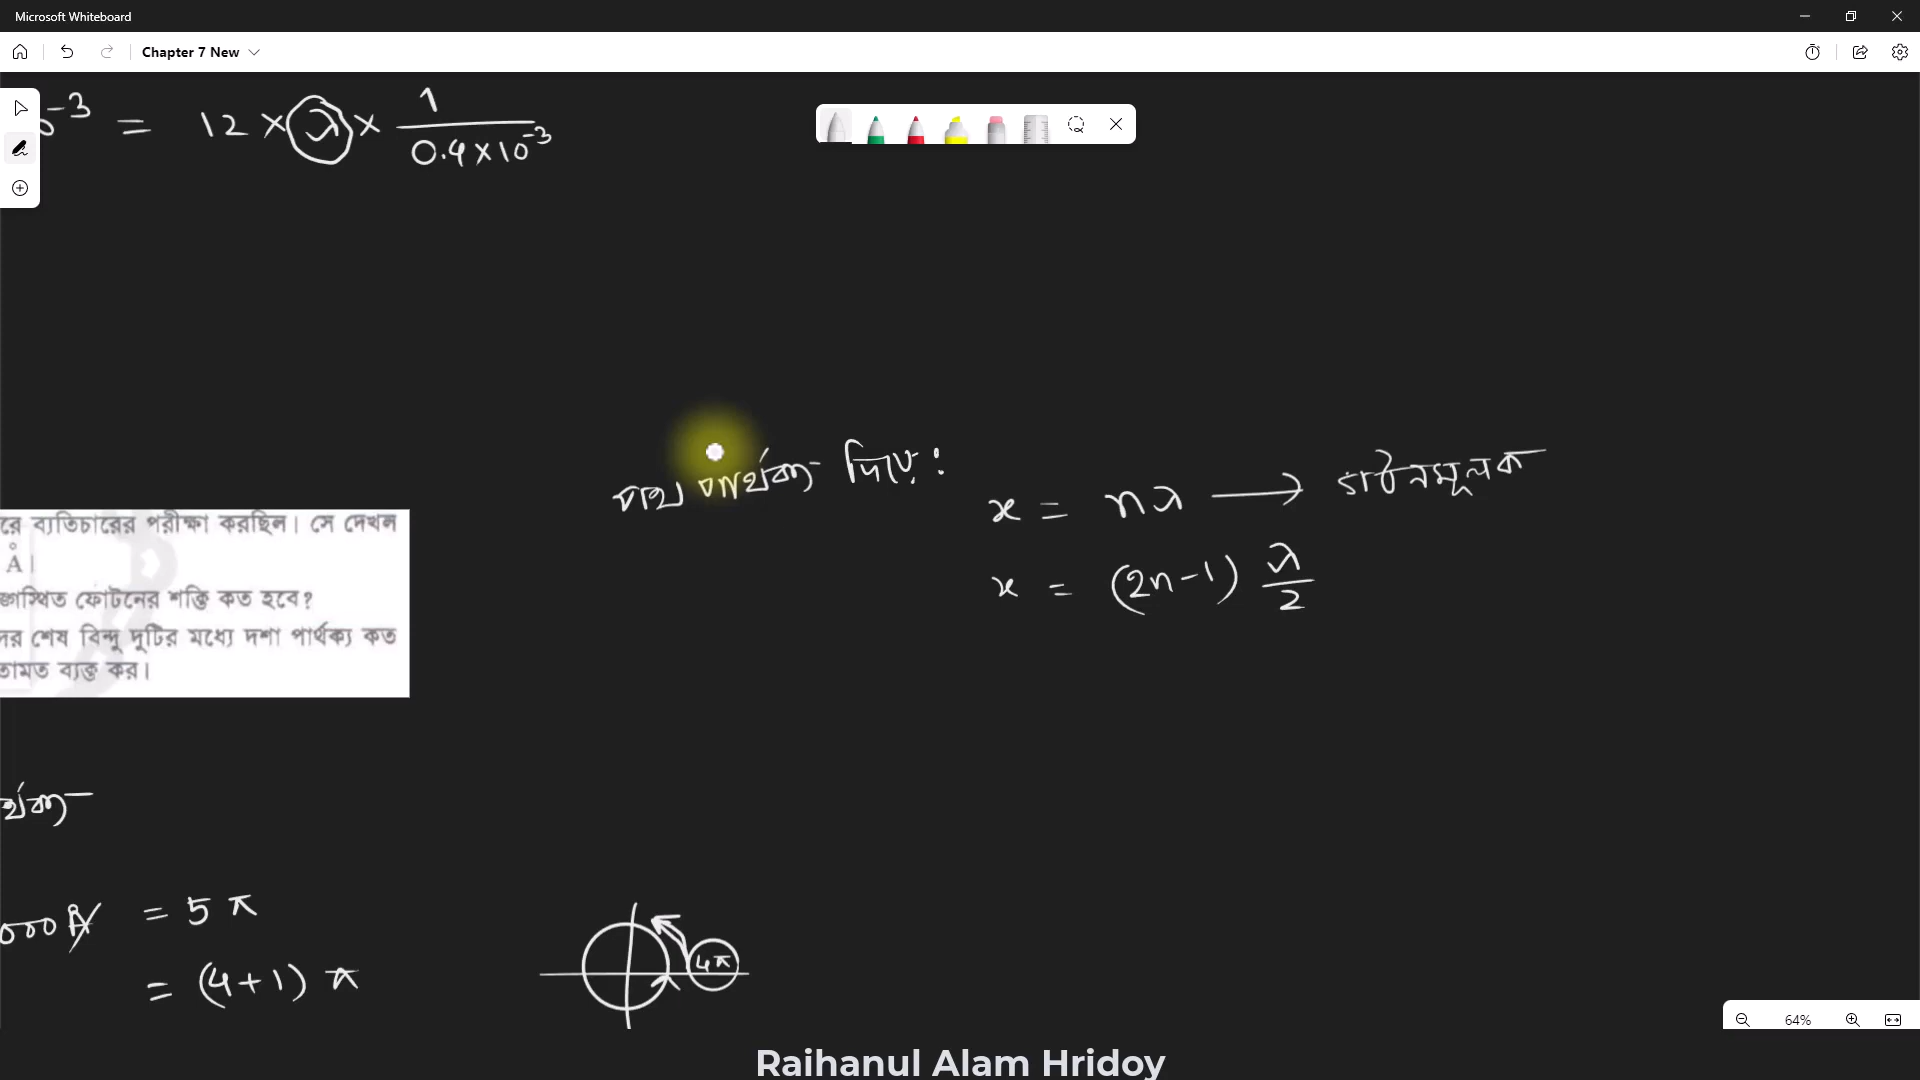 Microsoft Whiteboard
Chapter 7 New
-3 = 12 × λ × 1 / 0.4 × 10^-3
পথ পার্থক্য দিয়ে :
x = nλ → গঠনমূলক
x = (2n-1) λ/2
রে ব্যতিচারের পরীক্ষা করছিল। সে দেখল
Å।
ফোটনের শক্তি কত হবে?
শেষ বিন্দু দুটির মধ্যে দশা পার্থক্য কত
ব্যক্ত কর।
র্থক্য
000 Å = 5 π
= (4+1) π
4π
64%
Raihanul Alam Hridoy